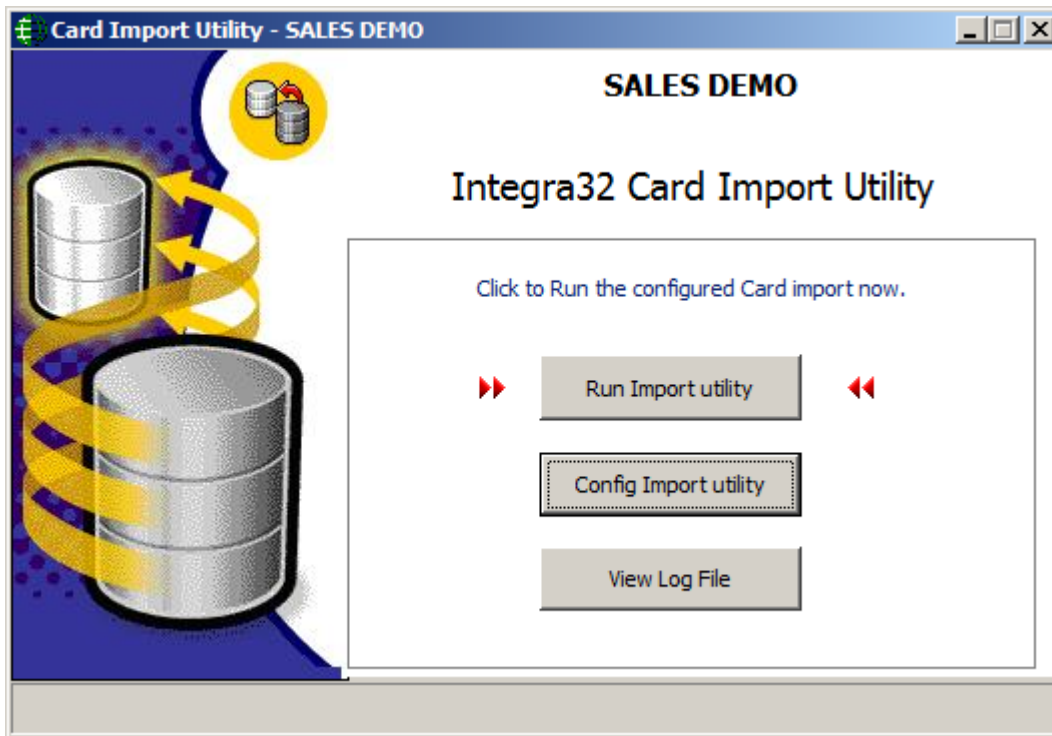 Card Import Utility - SALES DEMO
SALES DEMO
Integra32 Card Import Utility
Click to Run the configured Card import now.
Run Import utility
Config Import utility
View Log File